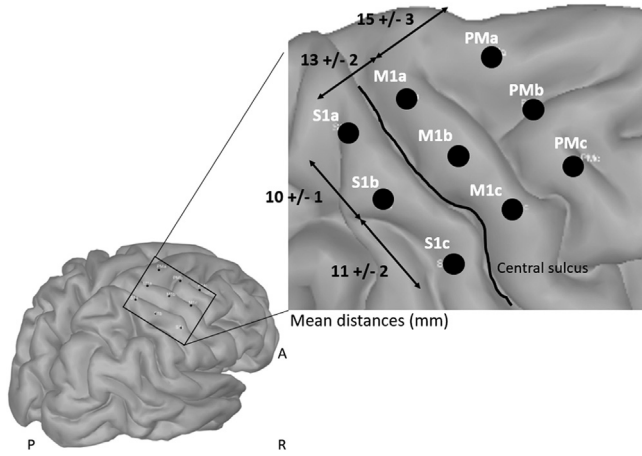 15 +/- 3
13 +/- 2
PMa
M1a
PMb
S1a
M1b
PMc
S1b
M1c
10 +/- 1
S1c
11 +/- 2
Central sulcus
Mean distances (mm)
A
P
R